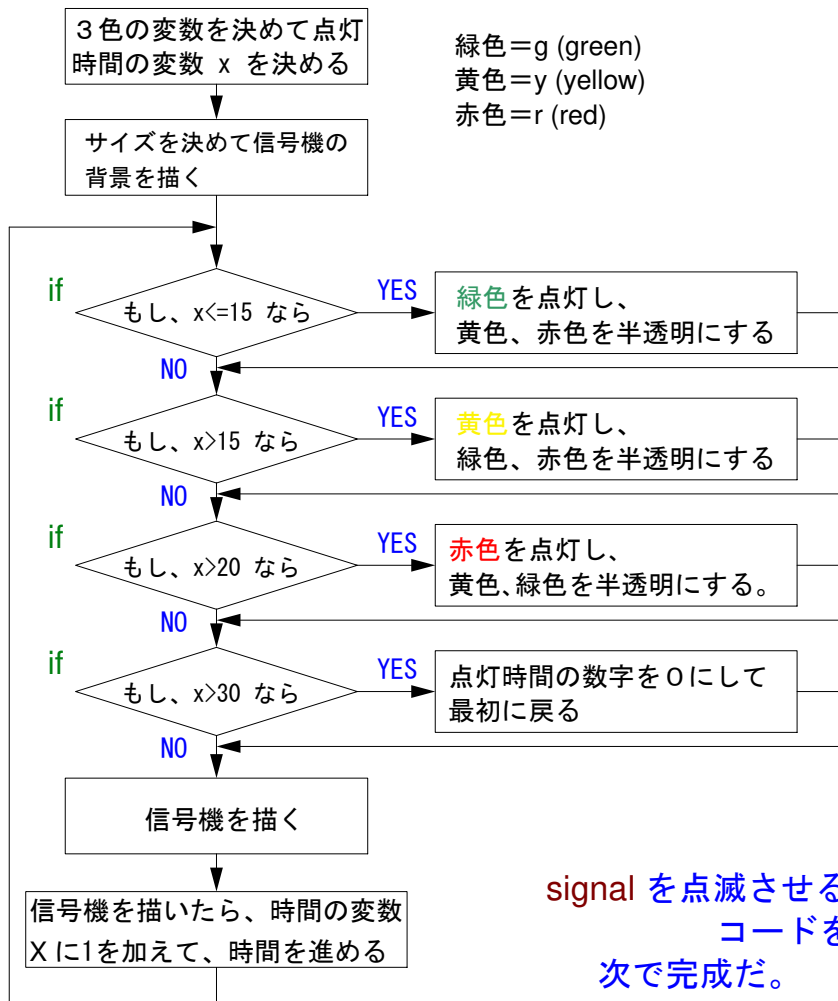 ３色の変数を決めて点灯
時間の変数 x を決める
緑色＝g (green)
黄色＝y (yellow)
赤色＝r (red)
サイズを決めて信号機の
背景を描く
if
もし、x<=15 なら
YES
緑色を点灯し、
黄色、赤色を半透明にする
NO
if
もし、x>15 なら
YES
黄色を点灯し、
緑色、赤色を半透明にする
NO
if
もし、x>20 なら
YES
赤色を点灯し、
黄色、緑色を半透明にする。
NO
if
もし、x>30 なら
YES
点灯時間の数字を０にして
最初に戻る
NO
信号機を描く
信号機を描いたら、時間の変数
X に1を加えて、時間を進める
signal を点滅させる
コードを
次で完成だ。